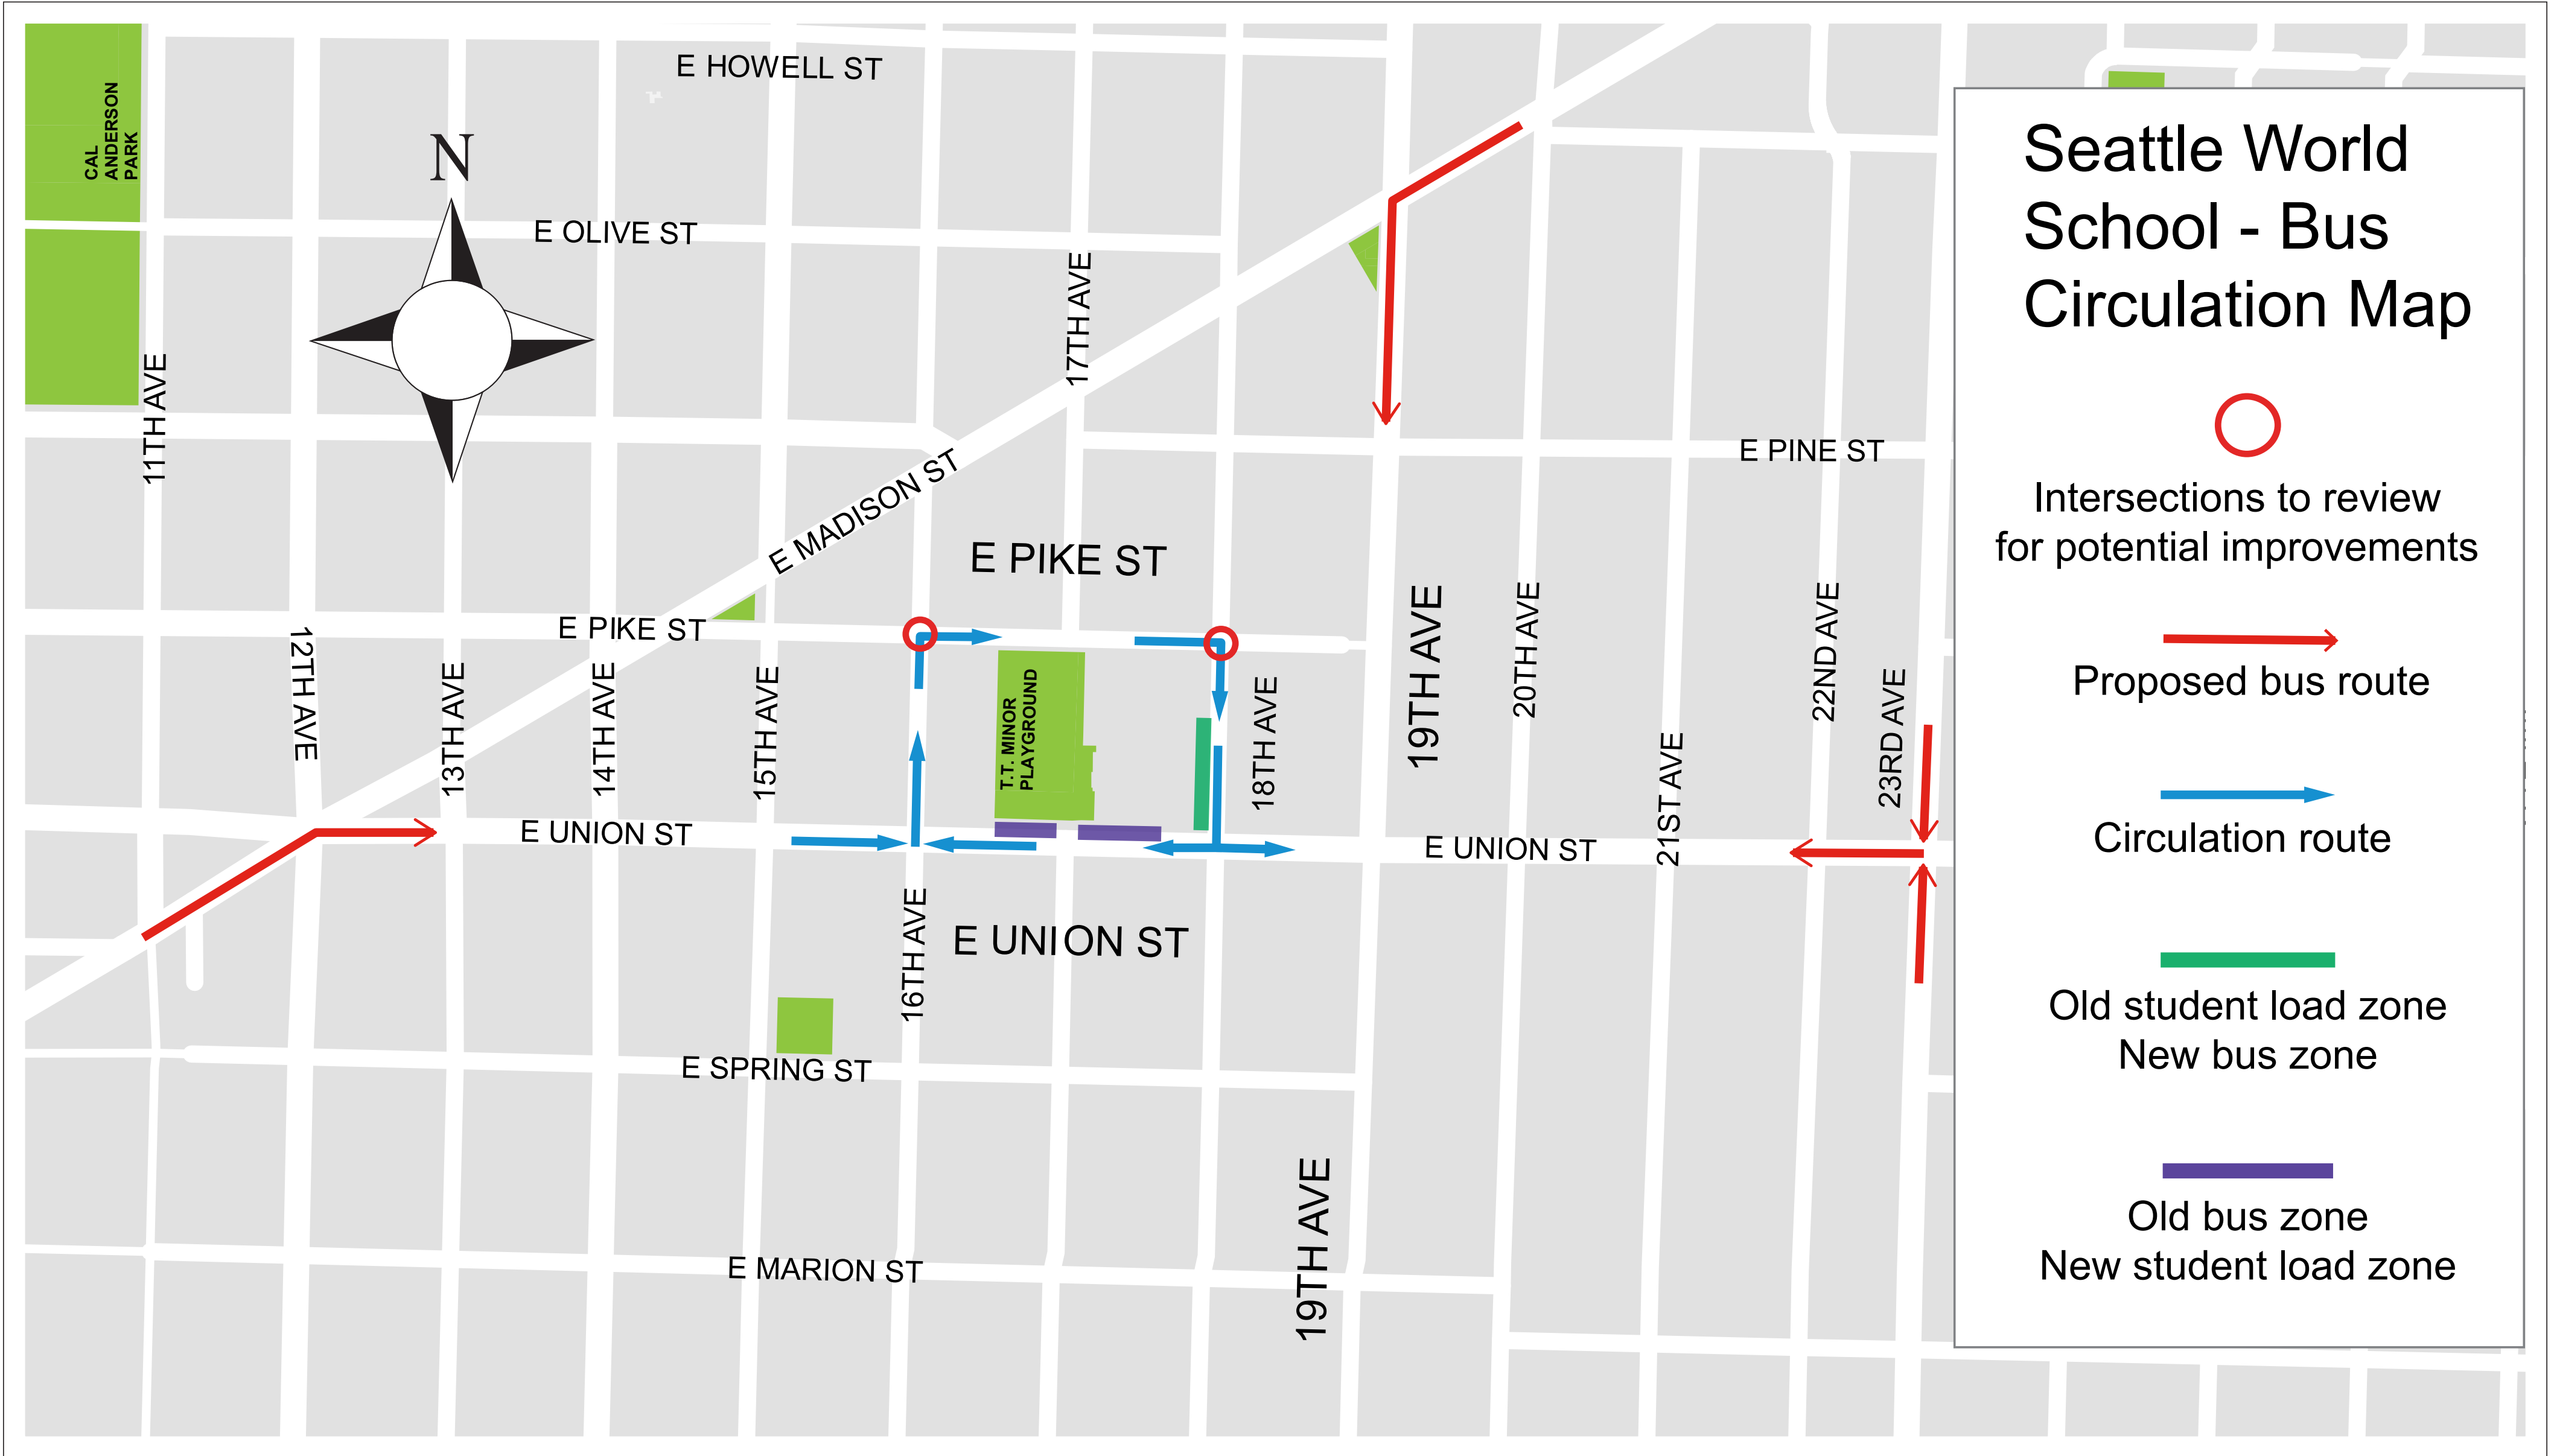 E HOWELL ST
CAL
ANDERSON
PARK
N
E OLIVE ST
17TH AVE
11TH AVE
E PINE ST
E MADISON ST
E PIKE ST
E PIKE ST
12TH AVE
13TH AVE
14TH AVE
15TH AVE
T.T. MINOR
PLAYGROUND
18TH AVE
19TH AVE
20TH AVE
21ST AVE
22ND AVE
23RD AVE
E UNION ST
E UNION ST
16TH AVE
E UNION ST
E SPRING ST
19TH AVE
E MARION ST
Seattle World
School - Bus
Circulation Map
Intersections to review
for potential improvements
Proposed bus route
Circulation route
Old student load zone
New bus zone
Old bus zone
New student load zone